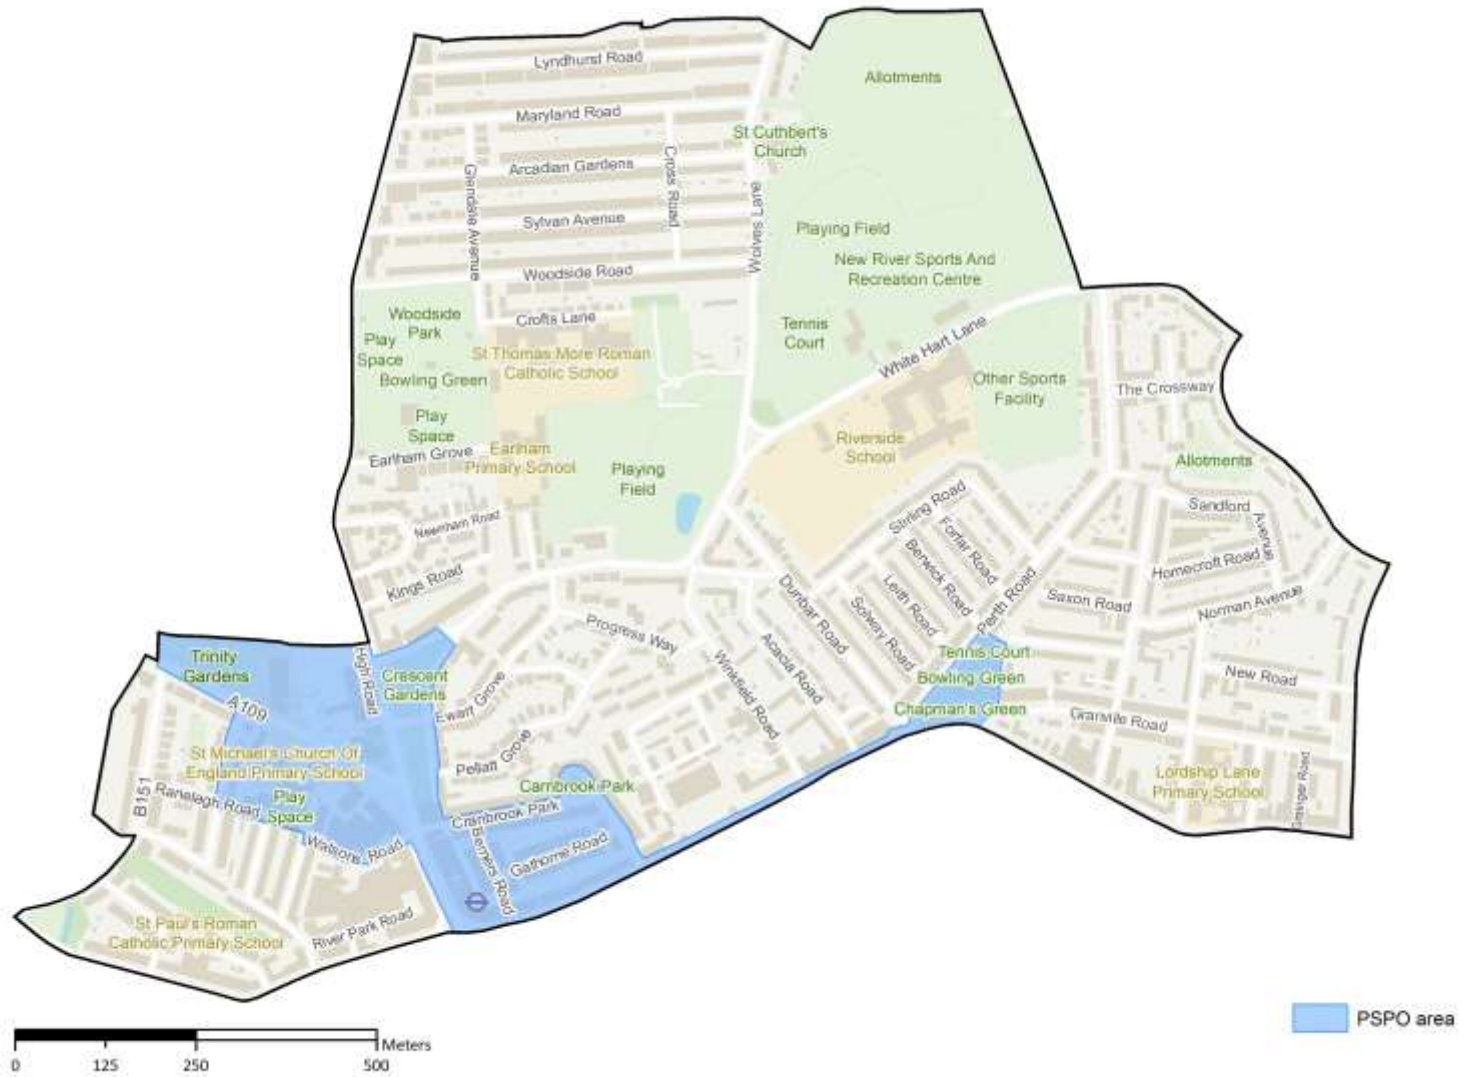 Lyndhurst Road
Allotments
Maryland Road
St Cuthbert's
Church
Cross Road
Arcadian Gardens
Glendale Avenue
Wolves Lane
Sylvan Avenue
Playing Field
New River Sports And
Recreation Centre
Woodside Road
Woodside
Park
Crofts Lane
Tennis
Court
White Hart Lane
Play
Space
St Thomas More Roman
Catholic School
Bowling Green
Other Sports
Facility
The Crossway
Play
Space
Riverside
School
Earlham Grove
Earlham
Primary School
Playing
Field
Allotments
Stirling Road
Sandford
Avenue
Newnham Road
Forfar Road
Berwick Road
Homecroft Road
Kings Road
Leith Road
Dunbar Road
Solway Road
Perth Road
Saxon Road
Norman Avenue
Progress Way
Acacia Road
Winkfield Road
Trinity
Gardens
High Road
Crescent
Gardens
Tennis Court
Bowling Green
Chapman's Green
New Road
A109
Ewart Grove
Granville Road
St Michael's Church Of
England Primary School
Pellatt Grove
Carnbrook Park
Lordship Lane
Primary School
B151
Ranelagh Road
Play
Space
Cranbrook Park
Watsons Road
Berners Road
Gathorne Road
St Paul's Roman
Catholic Primary School
River Park Road
PSPO area
Meters
0 125 250 500